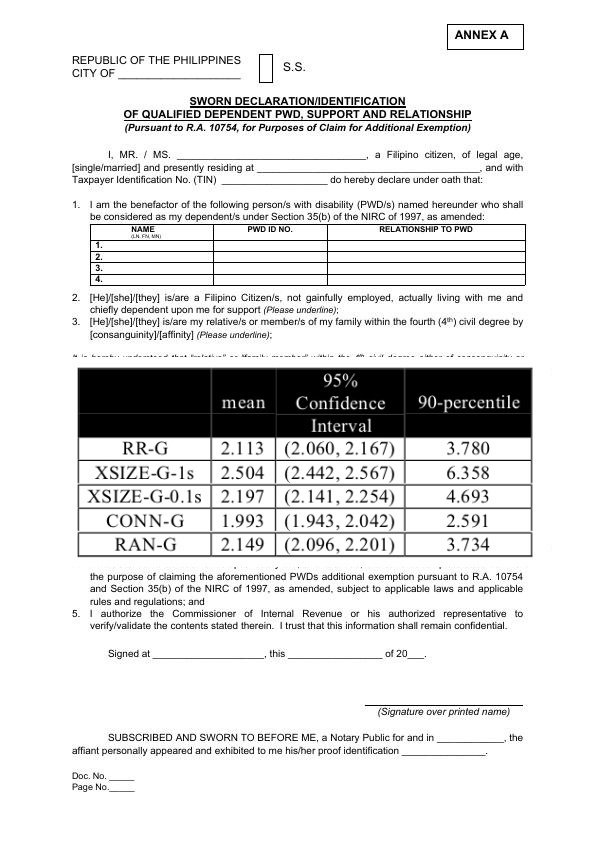 ANNEX A
REPUBLIC OF THE PHILIPPINES
CITY OF ____________________ S.S.
SWORN DECLARATION/IDENTIFICATION
OF QUALIFIED DEPENDENT PWD, SUPPORT AND RELATIONSHIP
(Pursuant to R.A. 10754, for Purposes of Claim for Additional Exemption)
I, MR. / MS. __________________________________, a Filipino citizen, of legal age,
[single/married] and presently residing at ________________________________________, and with
Taxpayer Identification No. (TIN) ___________________ do hereby declare under oath that:
1. I am the benefactor of the following person/s with disability (PWD/s) named hereunder who shall
be considered as my dependent/s under Section 35(b) of the NIRC of 1997, as amended:
NAME PWD ID NO. RELATIONSHIP TO PWD
(LN, FN, MN)
1.
2.
3.
4.
2. [He]/[she]/[they] is/are a Filipino Citizen/s, not gainfully employed, actually living with me and
chiefly dependent upon me for support (Please underline);
3. [He]/[she]/[they] is/are my relative/s or member/s of my family within the fourth (4th) civil degree by
[consanguinity]/[affinity] (Please underline);
95%
mean Confidence 90-percentile
Interval
RR-G 2.113 (2.060, 2.167) 3.780
XSIZE-G-1s 2.504 (2.442, 2.567) 6.358
XSIZE-G-0.1s 2.197 (2.141, 2.254) 4.693
CONN-G 1.993 (1.943, 2.042) 2.591
RAN-G 2.149 (2.096, 2.201) 3.734
the purpose of claiming the aforementioned PWDs additional exemption pursuant to R.A. 10754
and Section 35(b) of the NIRC of 1997, as amended, subject to applicable laws and applicable
rules and regulations; and
5. I authorize the Commissioner of Internal Revenue or his authorized representative to
verify/validate the contents stated therein. I trust that this information shall remain confidential.
Signed at ____________________, this _________________ of 20___.
(Signature over printed name)
SUBSCRIBED AND SWORN TO BEFORE ME, a Notary Public for and in ____________, the
affiant personally appeared and exhibited to me his/her proof identification _______________.
Doc. No. _____
Page No._____